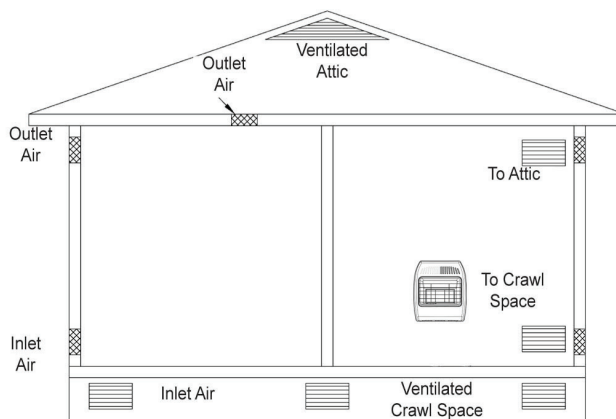 Ventilated
Attic
Outlet
Air
Outlet
Air
To Attic
To Crawl
Space
Inlet
Air
Inlet Air
Ventilated
Crawl Space